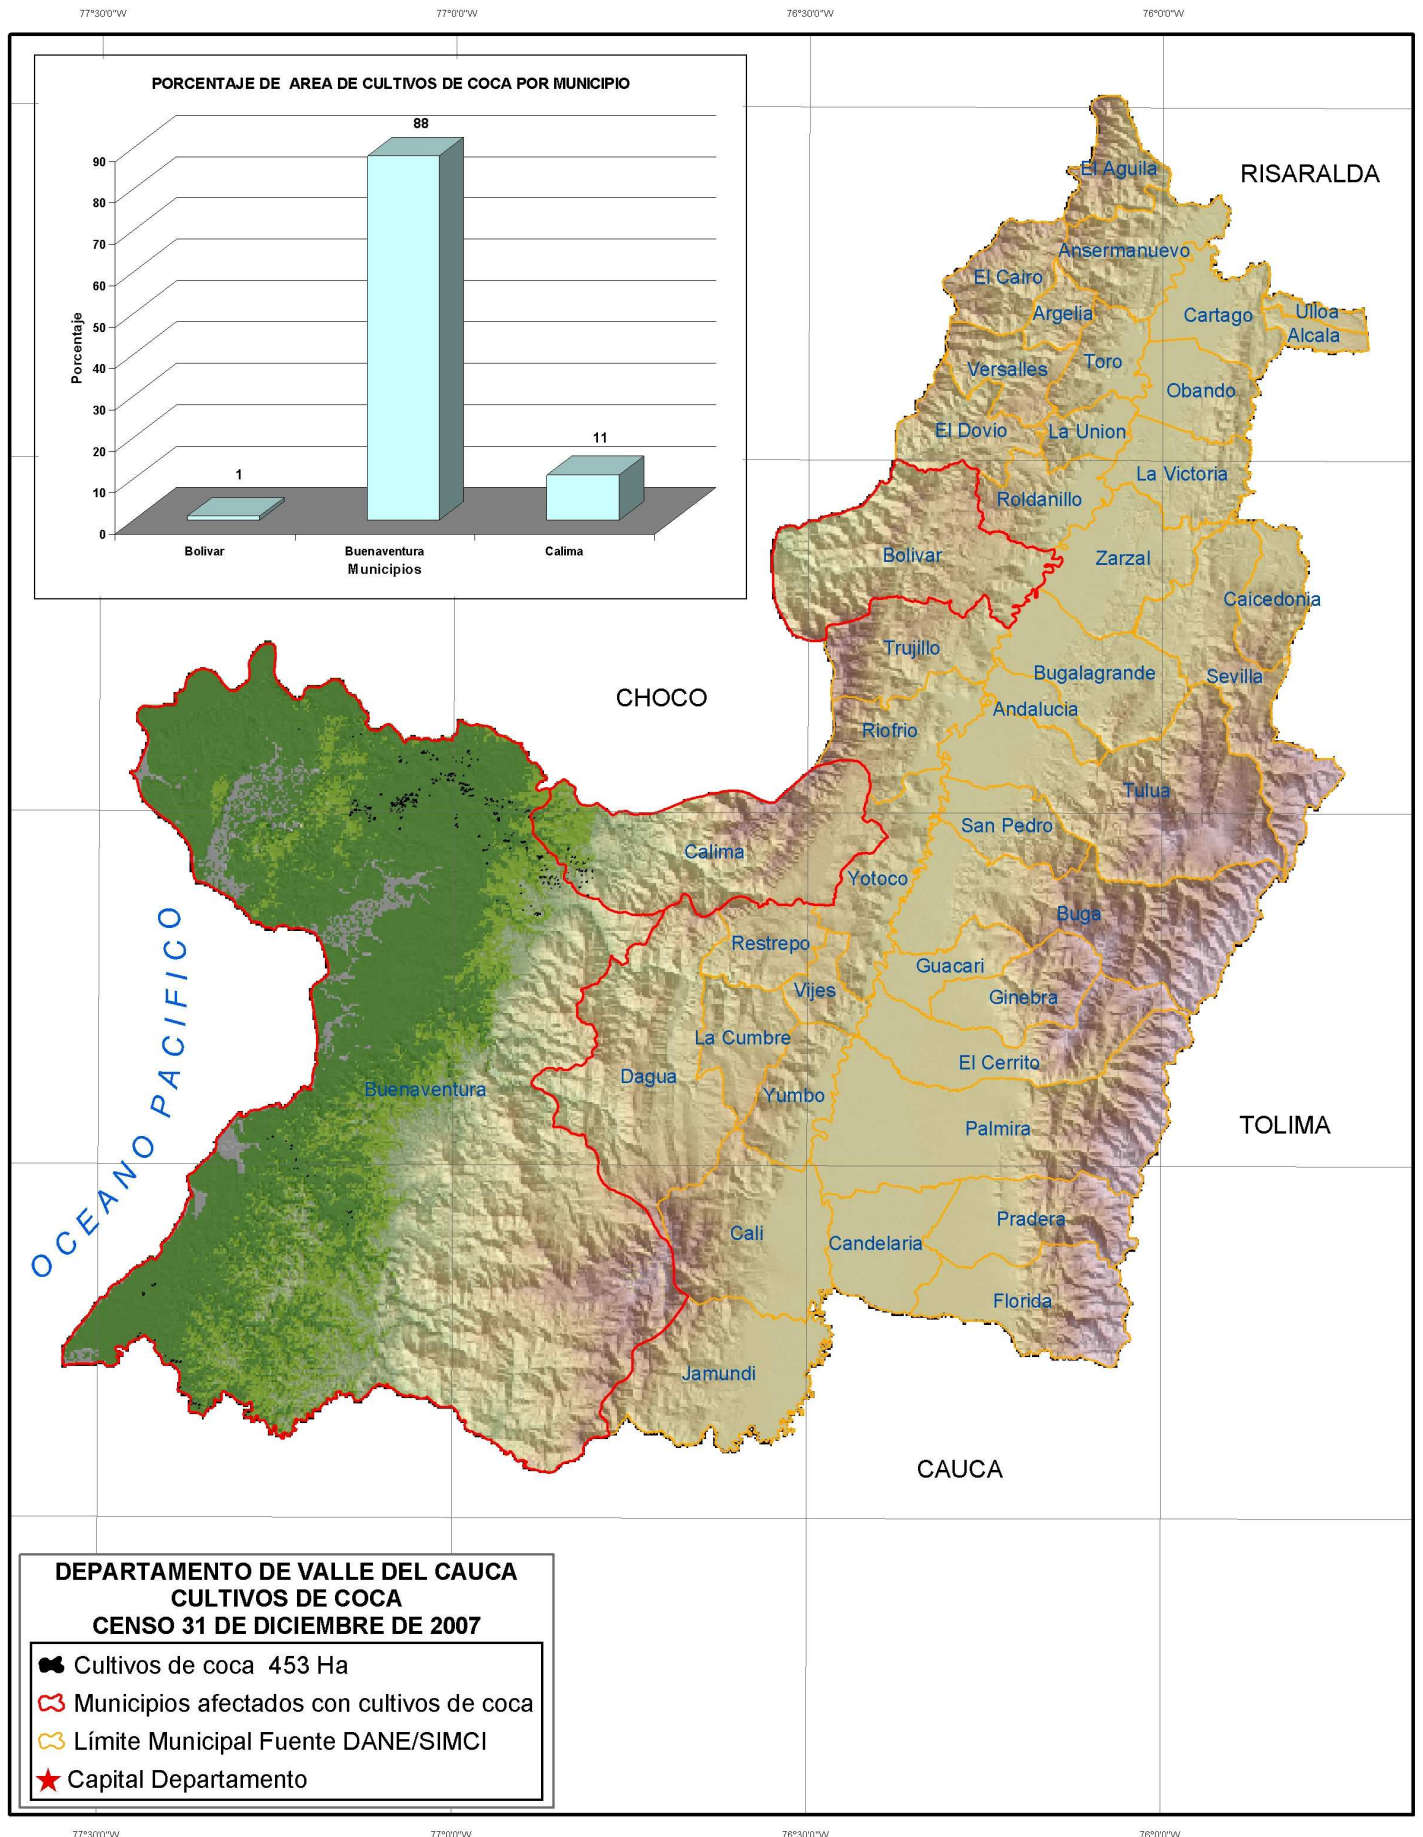 77°30'0"W 77°0'0"W 76°30'0"W 76°0'0"W
PORCENTAJE DE AREA DE CULTIVOS DE COCA POR MUNICIPIO
88
90
80
70
60
50
40
30
20
10
0
Porcentaje
1
11
Bolivar Buenaventura Calima
Municipios
RISARALDA
El Aguila
Ansermanuevo
El Cairo
Argelia
Cartago
Ulloa
Alcala
Versalles
Toro
Obando
El Dovio
La Union
La Victoria
Roldanillo
Bolivar
Zarzal
Caicedonia
Trujillo
Bugalagrande
Sevilla
CHOCO
Andalucia
Riofrio
Tulua
San Pedro
Calima
Yotoco
Buga
Restrepo
Guacari
Vijes
Ginebra
La Cumbre
El Cerrito
Dagua
Buenaventura
Yumbo
Palmira
TOLIMA
OCEANO PACIFICO
Pradera
Cali
Candelaria
Florida
Jamundi
CAUCA
DEPARTAMENTO DE VALLE DEL CAUCA
CULTIVOS DE COCA
CENSO 31 DE DICIEMBRE DE 2007
Cultivos de coca 453 Ha
Municipios afectados con cultivos de coca
Límite Municipal Fuente DANE/SIMCI
Capital Departamento
77°30'0"W 77°0'0"W 76°30'0"W 76°0'0"W